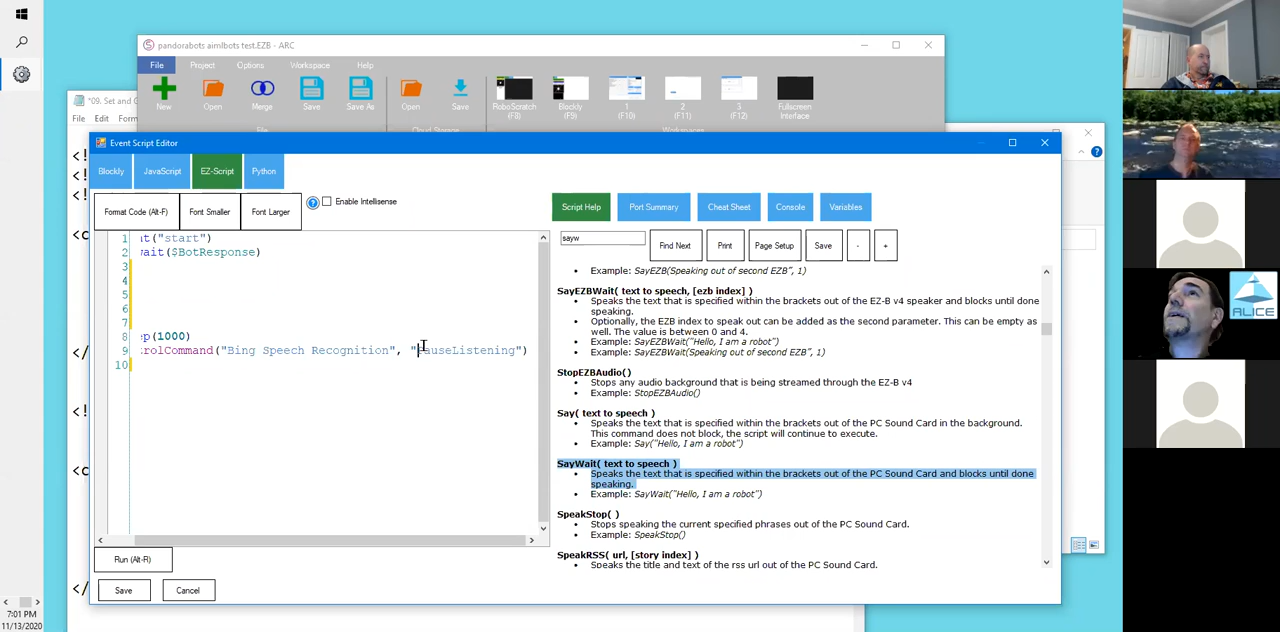 pandorabots aimlbots test.EZB - ARC
File Project Options Workspace Help
New Open Merge Save Save As Open Save RoboScratch (F8) Blockly (F9) 1 (F10) 2 (F11) 3 (F12) Fullscreen Interface
File Cloud Storage Workspaces
*09. Set and G
File Edit Form
Event Script Editor
Blockly JavaScript EZ-Script Python
Format Code (Alt-F) Font Smaller Font Larger Enable Intellisense
Script Help Port Summary Cheat Sheet Console Variables
sayw Find Next Print Page Setup Save - +
1 it("start")
2 wait($BotResponse)
3
4
5
6
7
8 ep(1000)
9 trolCommand("Bing Speech Recognition", "PauseListening")
10
<!
<!
<!
<c
</
<!
<c
</
Example: SayEZB(Speaking out of second EZB", 1)
SayEZBWait( text to speech, [ezb index] )
Speaks the text that is specified within the brackets out of the EZ-B v4 speaker and blocks until done
speaking.
Optionally, the EZB index to speak out can be added as the second parameter. This can be empty as
well. The value is between 0 and 4.
Example: SayEZBWait("Hello, I am a robot")
Example: SayEZBWait(Speaking out of second EZB", 1)
StopEZBAudio()
Stops any audio background that is being streamed through the EZ-B v4
Example: StopEZBAudio()
Say( text to speech )
Speaks the text that is specified within the brackets out of the PC Sound Card in the background.
This command does not block, the script will continue to execute.
Example: Say("Hello, I am a robot")
SayWait( text to speech )
Speaks the text that is specified within the brackets out of the PC Sound Card and blocks until done
speaking.
Example: SayWait("Hello, I am a robot")
SpeakStop( )
Stops speaking the current specified phrases out of the PC Sound Card.
Example: SpeakStop()
SpeakRSS( url, [story index] )
Speaks the title and text of the rss url out of the PC Sound Card.
Run (Alt-R)
Save Cancel
7:01 PM
11/13/2020
ALICE